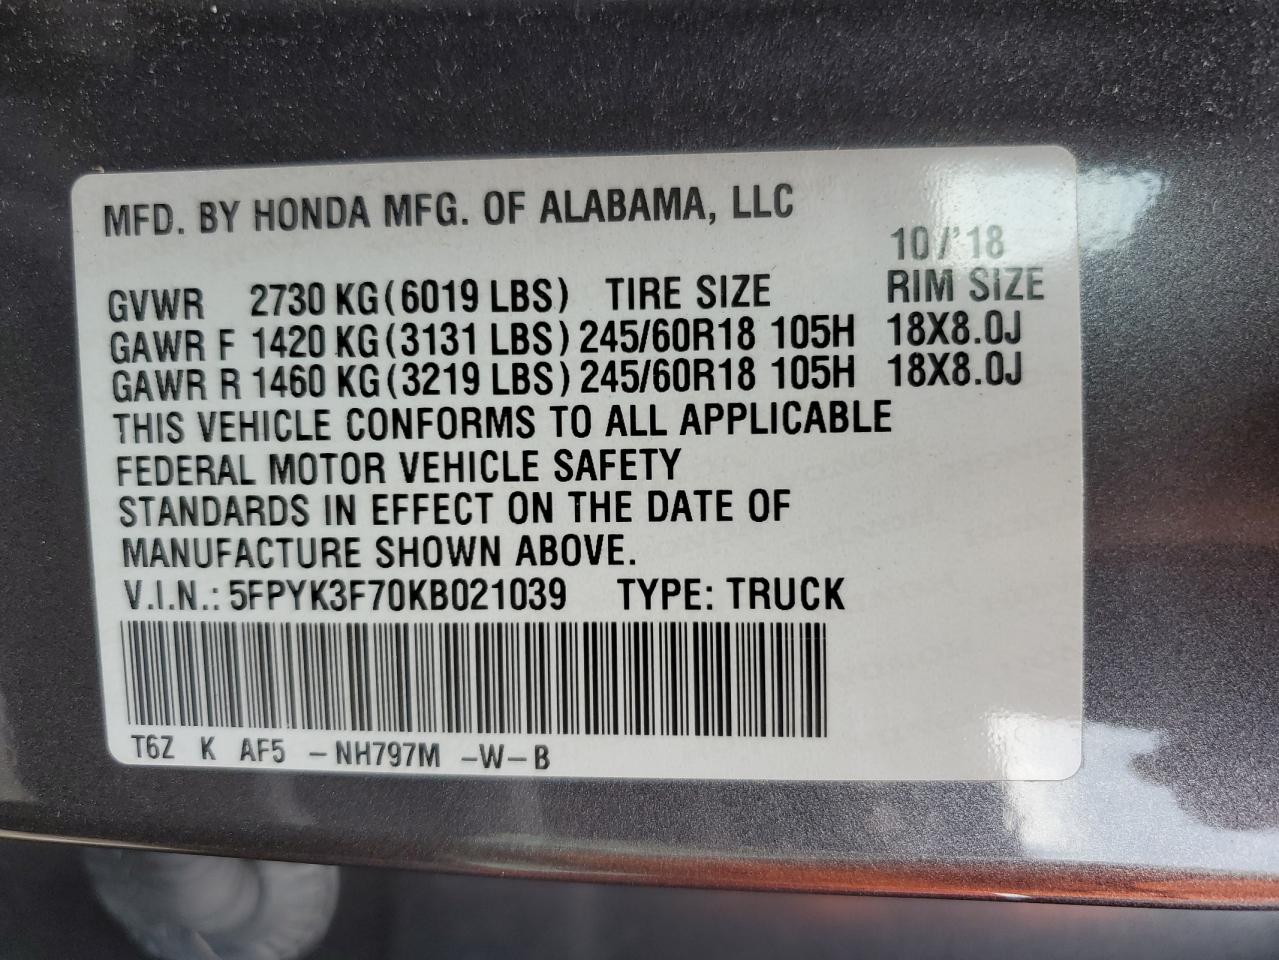 MFD. BY HONDA MFG. OF ALABAMA, LLC
10/'18
GVWR 2730 KG(6019 LBS) TIRE SIZE RIM SIZE
GAWR F 1420 KG(3131 LBS) 245/60R18 105H 18X8.0J
GAWR R 1460 KG(3219 LBS) 245/60R18 105H 18X8.0J
THIS VEHICLE CONFORMS TO ALL APPLICABLE
FEDERAL MOTOR VEHICLE SAFETY
STANDARDS IN EFFECT ON THE DATE OF
MANUFACTURE SHOWN ABOVE.
V.I.N.: 5FPYK3F70KB021039 TYPE: TRUCK
T6Z K AF5 -NH797M -W-B